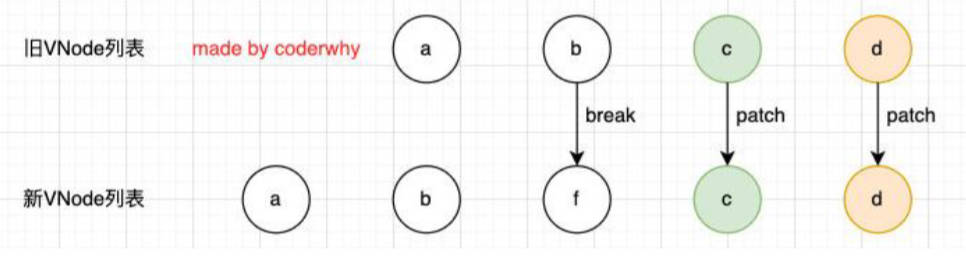 旧VNode列表 made by coderwhy a b c d
break patch patch
新VNode列表 a b f c d